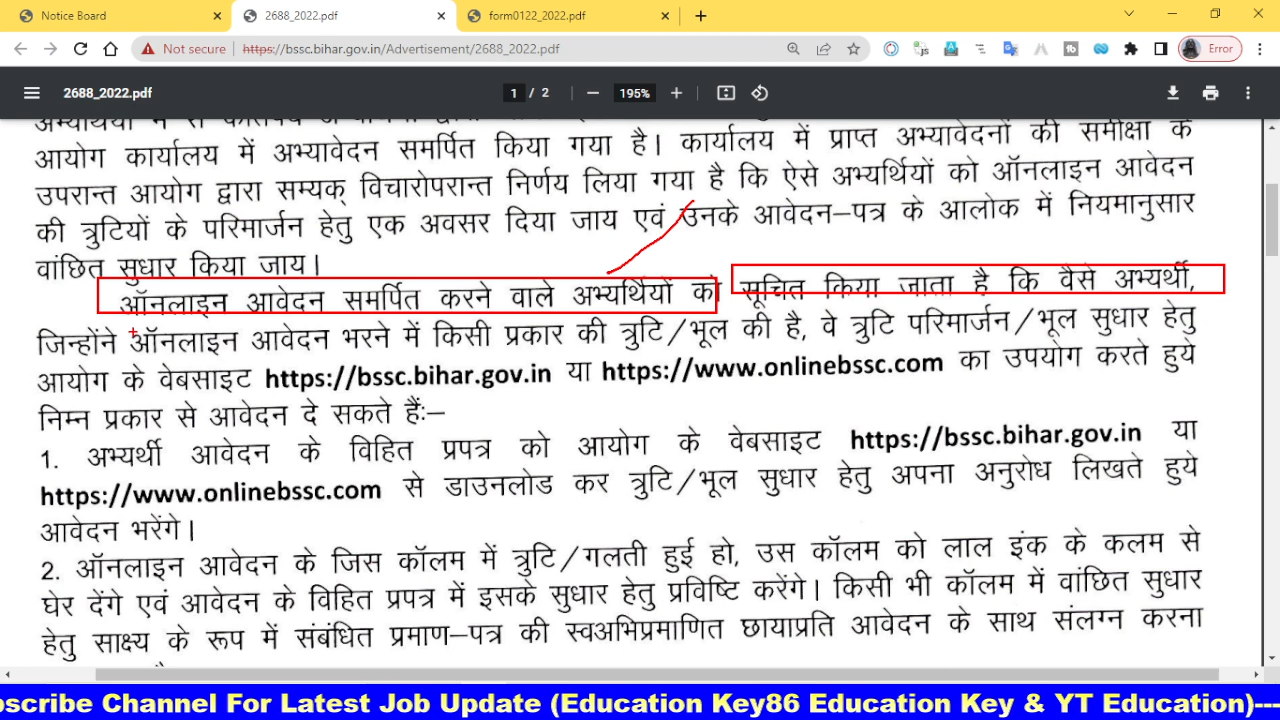 Notice Board
2688_2022.pdf
form0122_2022.pdf
Not secure
https://bssc.bihar.gov.in/Advertisement/2688_2022.pdf
Error
2688_2022.pdf
1 / 2
195%
आयोग कार्यालय में अभ्यावेदन समर्पित किया गया है। कार्यालय में प्राप्त अभ्यावेदनों की समीक्षा के
उपरान्त आयोग द्वारा सम्यक् विचारोपरान्त निर्णय लिया गया है कि ऐसे अभ्यर्थियों को ऑनलाइन आवेदन
की त्रुटियों के परिमार्जन हेतु एक अवसर दिया जाय एवं उनके आवेदन–पत्र के आलोक में नियमानुसार
वांछित सुधार किया जाय।
ऑनलाइन आवेदन समर्पित करने वाले अभ्यर्थियों को सूचित किया जाता है कि वैसे अभ्यर्थी,
जिन्होंने ऑनलाइन आवेदन भरने में किसी प्रकार की त्रुटि/भूल की है, वे त्रुटि परिमार्जन/भूल सुधार हेतु
आयोग के वेबसाइट https://bssc.bihar.gov.in या https://www.onlinebssc.com का उपयोग करते हुये
निम्न प्रकार से आवेदन दे सकते हैंः–
1. अभ्यर्थी आवेदन के विहित प्रपत्र को आयोग के वेबसाइट https://bssc.bihar.gov.in या
https://www.onlinebssc.com से डाउनलोड कर त्रुटि/भूल सुधार हेतु अपना अनुरोध लिखते हुये
आवेदन भरेंगे।
2. ऑनलाइन आवेदन के जिस कॉलम में त्रुटि/गलती हुई हो, उस कॉलम को लाल इंक के कलम से
घेर देंगे एवं आवेदन के विहित प्रपत्र में इसके सुधार हेतु प्रविष्टि करेंगे। किसी भी कॉलम में वांछित सुधार
हेतु साक्ष्य के रूप में संबंधित प्रमाण–पत्र की स्वअभिप्रमाणित छायाप्रति आवेदन के साथ संलग्न करना
bscribe Channel For Latest Job Update (Education Key86 Education Key & YT Education)---